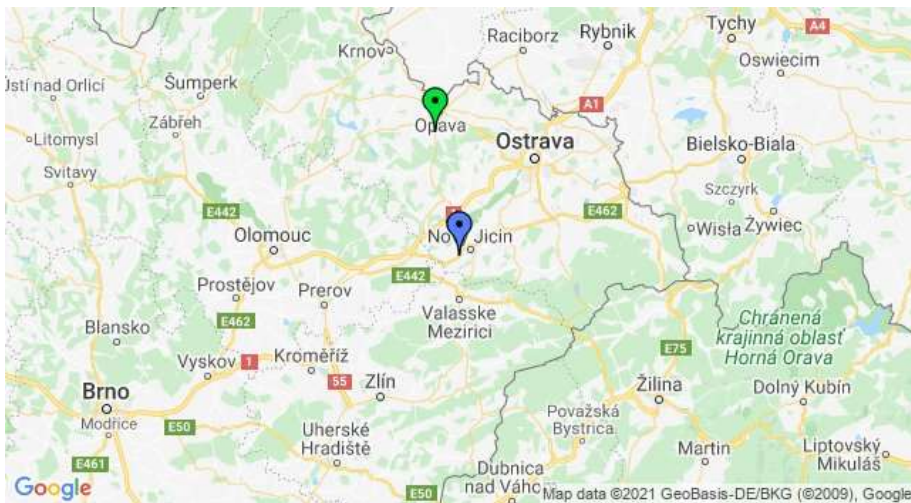 Tychy
A4
Krnov
Raciborz
Rybnik
Oswiecim
Ústí nad Orlicí
Šumperk
A1
Opava
Zábřeh
Litomysl
Ostrava
Bielsko-Biala
Svitavy
Szczyrk
E442
E462
Żywiec
Wisła
Olomouc
Jicin
E442
Prostějov
Prerov
Valasske
Mezirici
E462
Chránená
krajinná oblasť
Horná Orava
Blansko
Vyskov
1
Kroměříž
E75
55
Zlín
Žilina
Dolný Kubín
Brno
Modřice
E50
Považská
Bystrica
Uherské
Hradiště
Martin
Liptovský
Mikuláš
E461
Dubnica
nad Váhom
E50
Google
Map data ©2021 GeoBasis-DE/BKG (©2009), Google